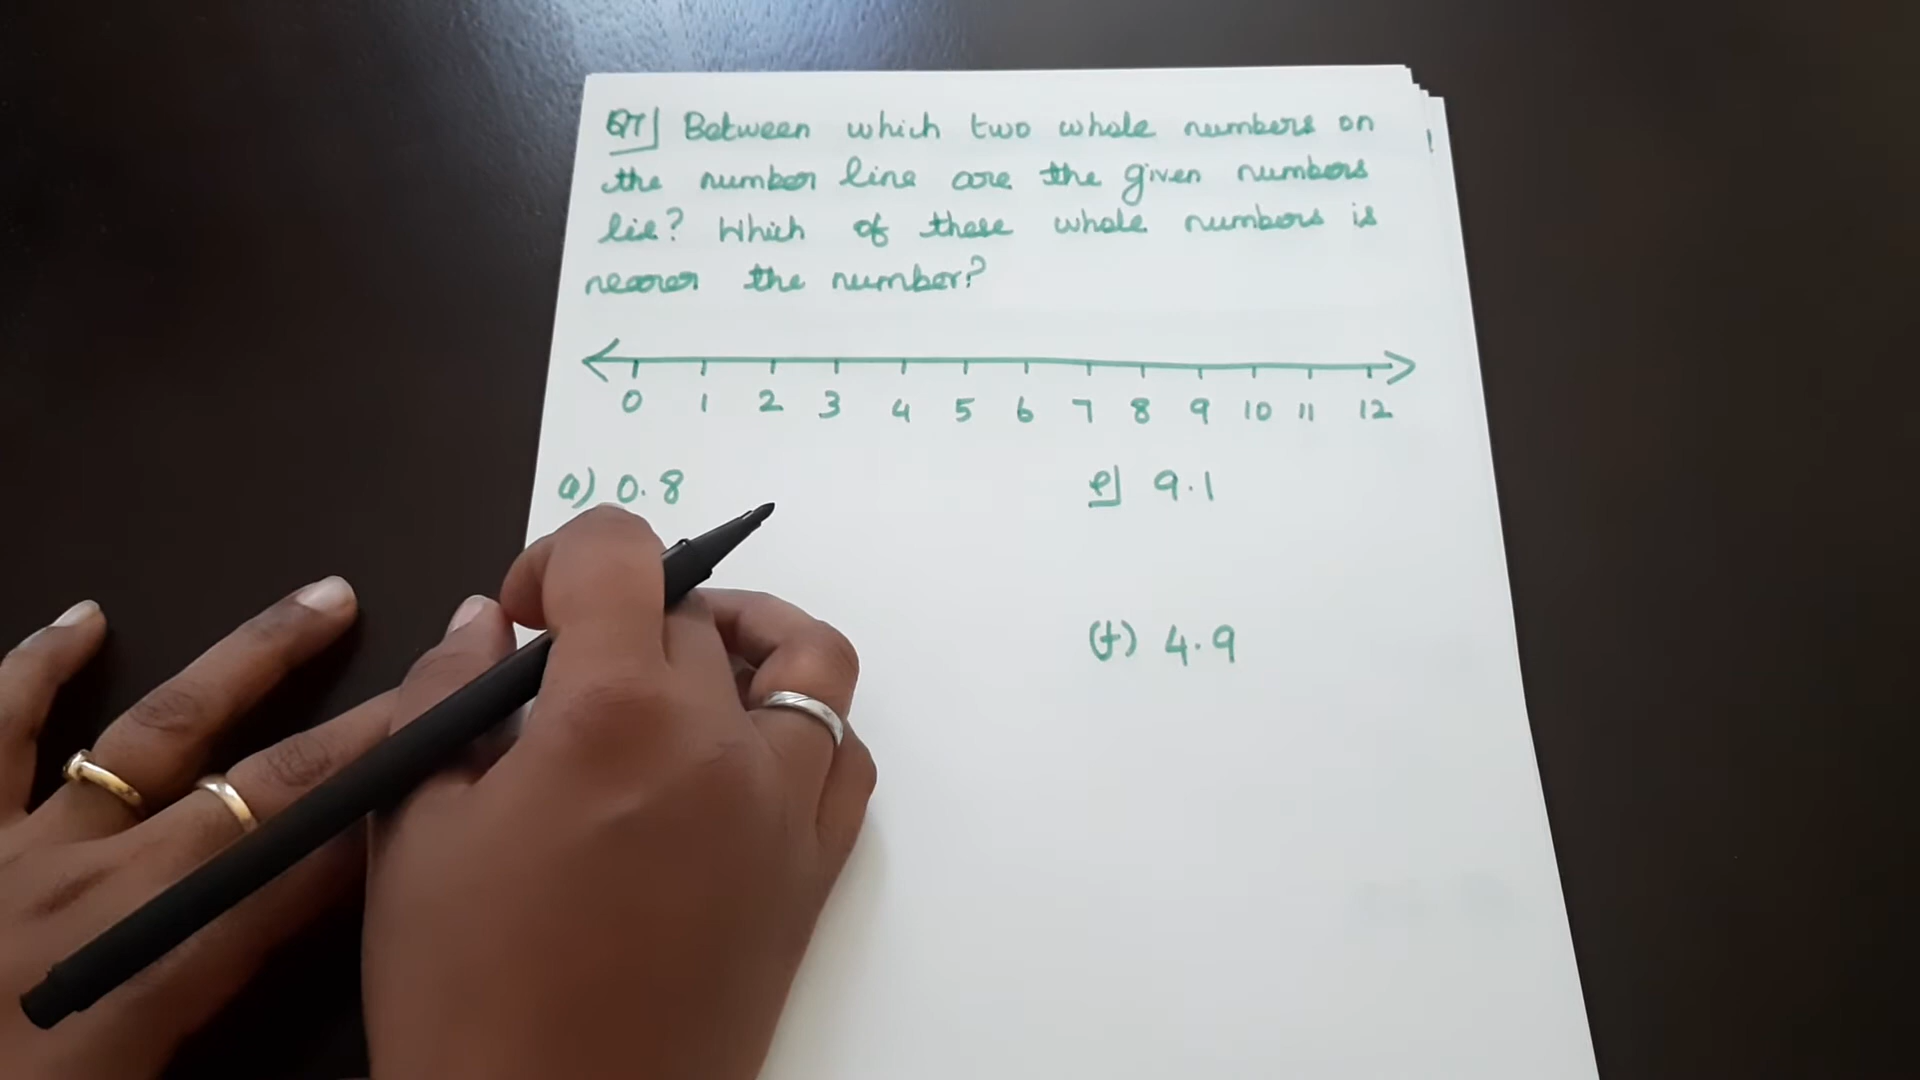 Q7] Between which two whole numbers on
the number line are the given numbers
lie? Which of these whole numbers is
nearer the number?
0 1 2 3 4 5 6 7 8 9 10 11 12
a) 0.8
e] 9.1
(f) 4.9